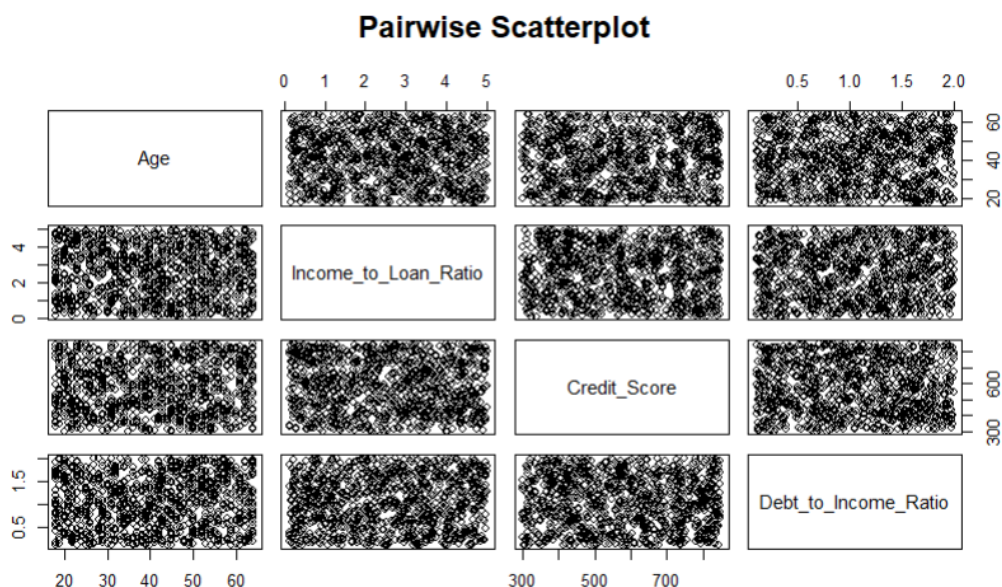 Pairwise Scatterplot
0 1 2 3 4 5
0.5 1.0 1.5 2.0
Age
20 40 60
0 2 4
Income_to_Loan_Ratio
Credit_Score
300 600
0.5 1.5
Debt_to_Income_Ratio
20 30 40 50 60
300 500 700